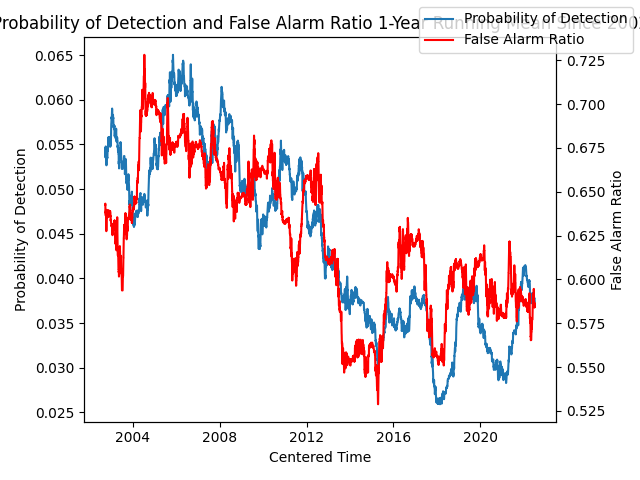 Probability of Detection and False Alarm Ratio 1-Year Running Mean Since
Probability of Detection
False Alarm Ratio
0.065
0.060
0.055
0.050
0.045
0.040
0.035
0.030
0.025
Probability of Detection
0.725
0.700
0.675
0.650
0.625
0.600
0.575
0.550
0.525
False Alarm Ratio
2004 2008 2012 2016 2020
Centered Time